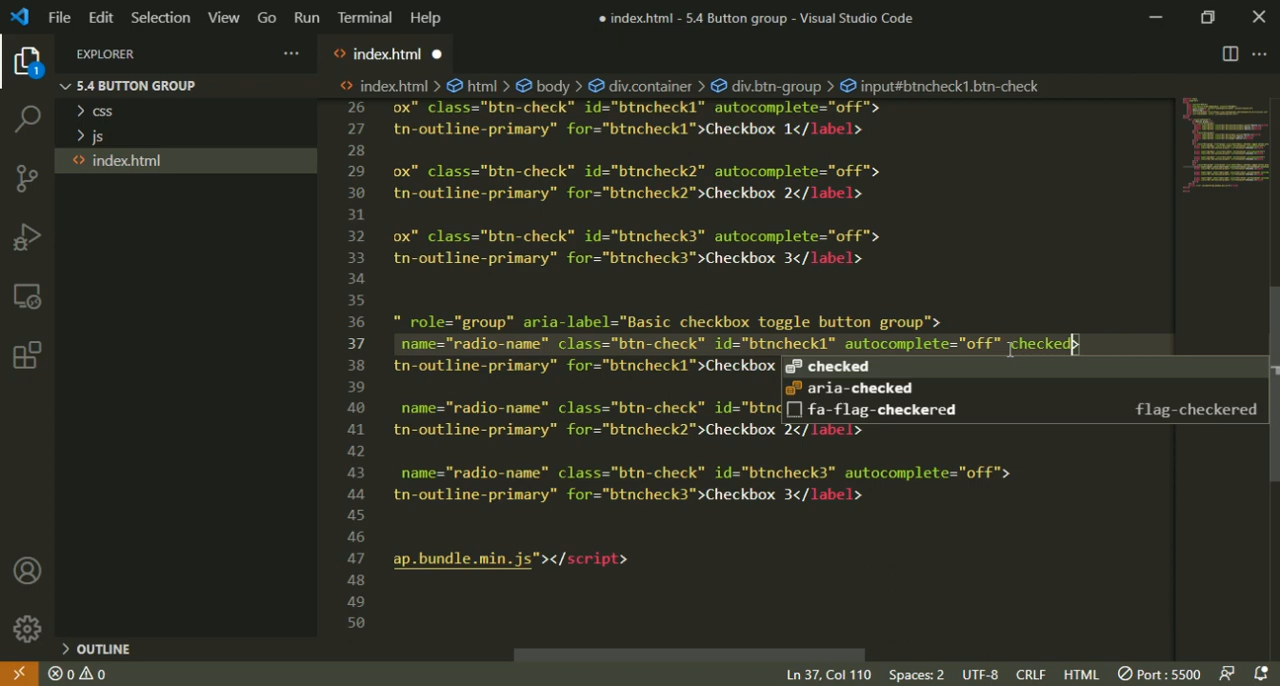 File Edit Selection View Go Run Terminal Help ● index.html - 5.4 Button group - Visual Studio Code
EXPLORER ··· <> index.html ●
1
5.4 BUTTON GROUP
<> index.html > html > body > div.container > div.btn-group > input#btncheck1.btn-check
> css
> js
<> index.html
26 ox" class="btn-check" id="btncheck1" autocomplete="off">
27 tn-outline-primary" for="btncheck1">Checkbox 1</label>
28
29 ox" class="btn-check" id="btncheck2" autocomplete="off">
30 tn-outline-primary" for="btncheck2">Checkbox 2</label>
31
32 ox" class="btn-check" id="btncheck3" autocomplete="off">
33 tn-outline-primary" for="btncheck3">Checkbox 3</label>
34
35
36 " role="group" aria-label="Basic checkbox toggle button group">
37 name="radio-name" class="btn-check" id="btncheck1" autocomplete="off" checked>
38 tn-outline-primary" for="btncheck1">Checkbox
checked
39
aria-checked
40 name="radio-name" class="btn-check" id="btnc
fa-flag-checkered flag-checkered
41 tn-outline-primary" for="btncheck2">Checkbox 2</label>
42
43 name="radio-name" class="btn-check" id="btncheck3" autocomplete="off">
44 tn-outline-primary" for="btncheck3">Checkbox 3</label>
45
46
47 ap.bundle.min.js"></script>
48
49
50
> OUTLINE
0 0 Ln 37, Col 110 Spaces: 2 UTF-8 CRLF HTML Port : 5500